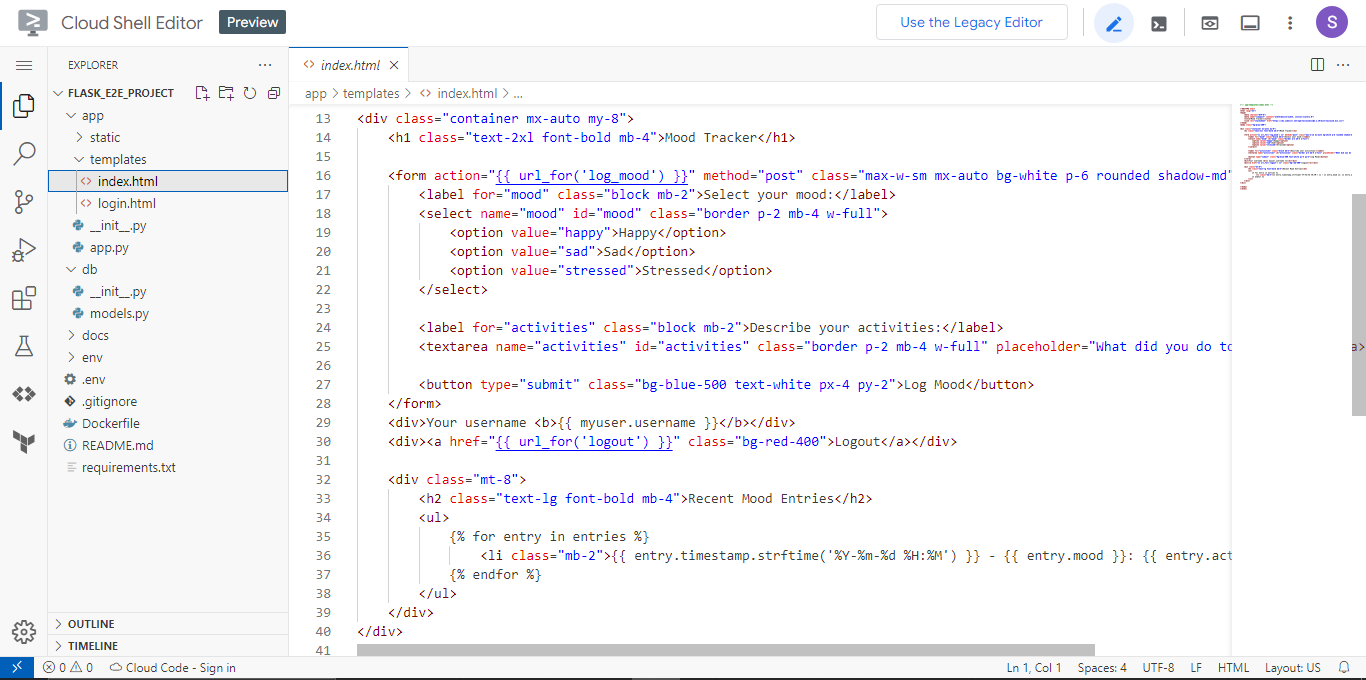 Cloud Shell Editor Preview Use the Legacy Editor S
EXPLORER
FLASK_E2E_PROJECT
app
static
templates
index.html
login.html
__init__.py
app.py
db
__init__.py
models.py
docs
env
.env
.gitignore
Dockerfile
README.md
requirements.txt
OUTLINE
TIMELINE
index.html
app > templates > index.html > ...
13 <div class="container mx-auto my-8">
14 <h1 class="text-2xl font-bold mb-4">Mood Tracker</h1>
15
16 <form action="{{ url_for('log_mood') }}" method="post" class="max-w-sm mx-auto bg-white p-6 rounded shadow-md"
17 <label for="mood" class="block mb-2">Select your mood:</label>
18 <select name="mood" id="mood" class="border p-2 mb-4 w-full">
19 <option value="happy">Happy</option>
20 <option value="sad">Sad</option>
21 <option value="stressed">Stressed</option>
22 </select>
23
24 <label for="activities" class="block mb-2">Describe your activities:</label>
25 <textarea name="activities" id="activities" class="border p-2 mb-4 w-full" placeholder="What did you do to a>
26
27 <button type="submit" class="bg-blue-500 text-white px-4 py-2">Log Mood</button>
28 </form>
29 <div>Your username <b>{{ myuser.username }}</b></div>
30 <div><a href="{{ url_for('logout') }}" class="bg-red-400">Logout</a></div>
31
32 <div class="mt-8">
33 <h2 class="text-lg font-bold mb-4">Recent Mood Entries</h2>
34 <ul>
35 {% for entry in entries %}
36 <li class="mb-2">{{ entry.timestamp.strftime('%Y-%m-%d %H:%M') }} - {{ entry.mood }}: {{ entry.act
37 {% endfor %}
38 </ul>
39 </div>
40 </div>
41
0 0 Cloud Code - Sign in Ln 1, Col 1 Spaces: 4 UTF-8 LF HTML Layout: US